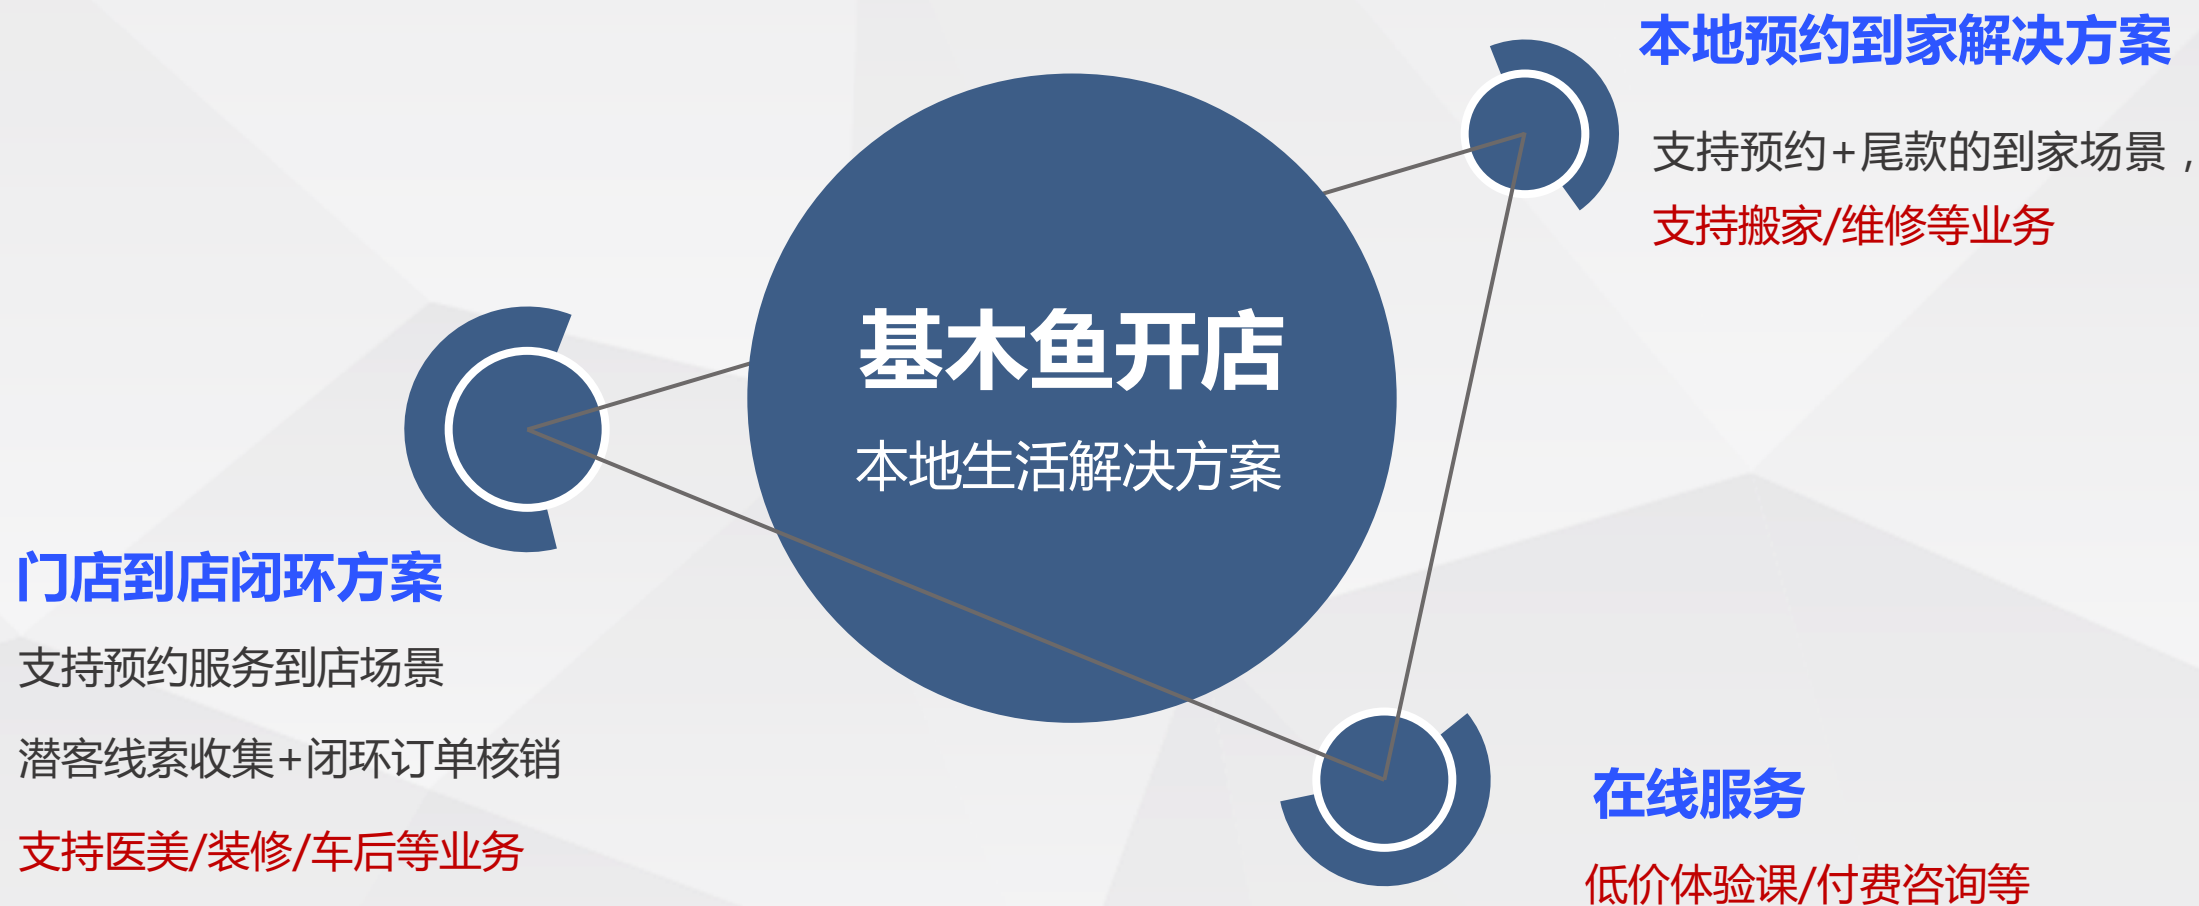 本地预约到家解决方案
支持预约+尾款的到家场景，
支持搬家/维修等业务
基木鱼开店
本地生活解决方案
门店到店闭环方案
支持预约服务到店场景
潜客线索收集+闭环订单核销
支持医美/装修/车后等业务
在线服务
低价体验课/付费咨询等